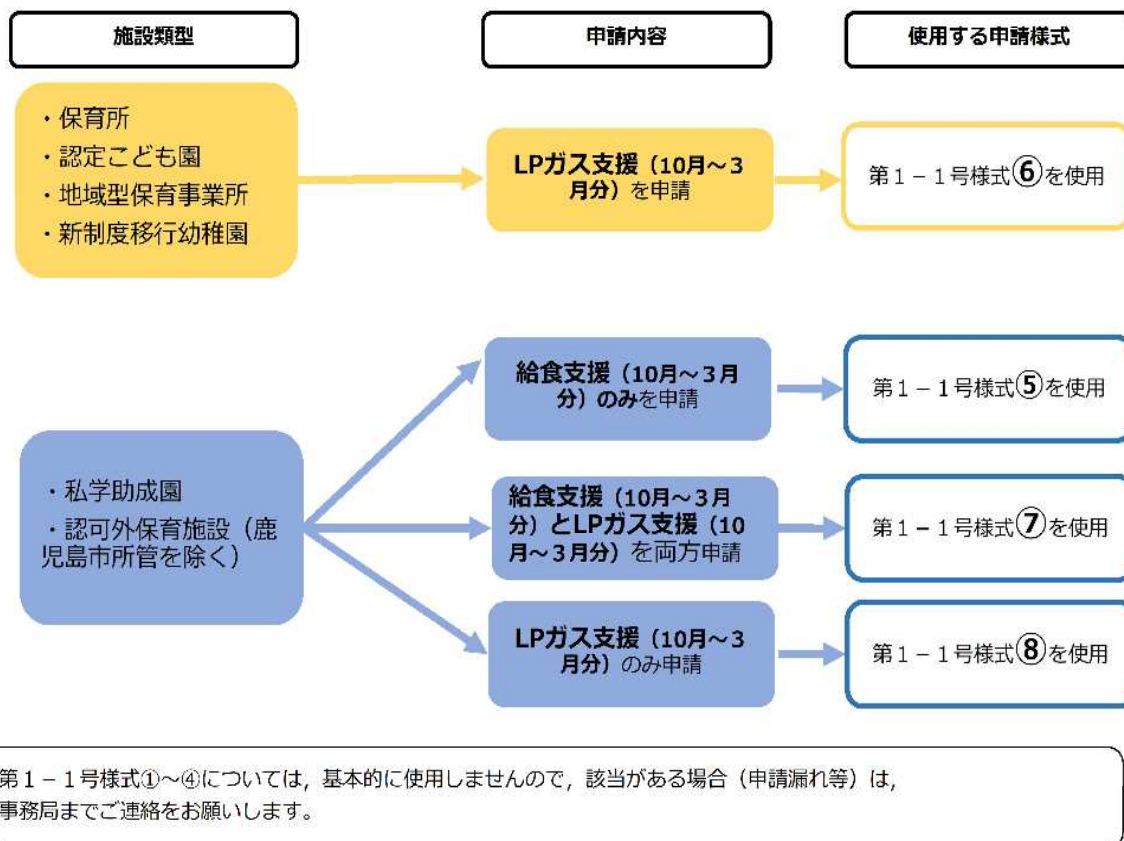 施設類型
申請内容
使用する申請様式
・保育所
・認定こども園
・地域型保育事業所
・新制度移行幼稚園
LPガス支援（10月～3
月分）を申請
第１－１号様式⑥を使用
・私学助成園
・認可外保育施設（鹿
児島市所管を除く）
給食支援（10月～３月
分）のみを申請
第１－１号様式⑤を使用
給食支援（10月～３月
分）とLPガス支援（10
月～３月分）を両方申請
第１－１号様式⑦を使用
LPガス支援（10月～3
月分）のみ申請
第１－１号様式⑧を使用
第１－１号様式①～④については，基本的に使用しませんので，該当がある場合（申請漏れ等）は，
事務局までご連絡をお願いします。